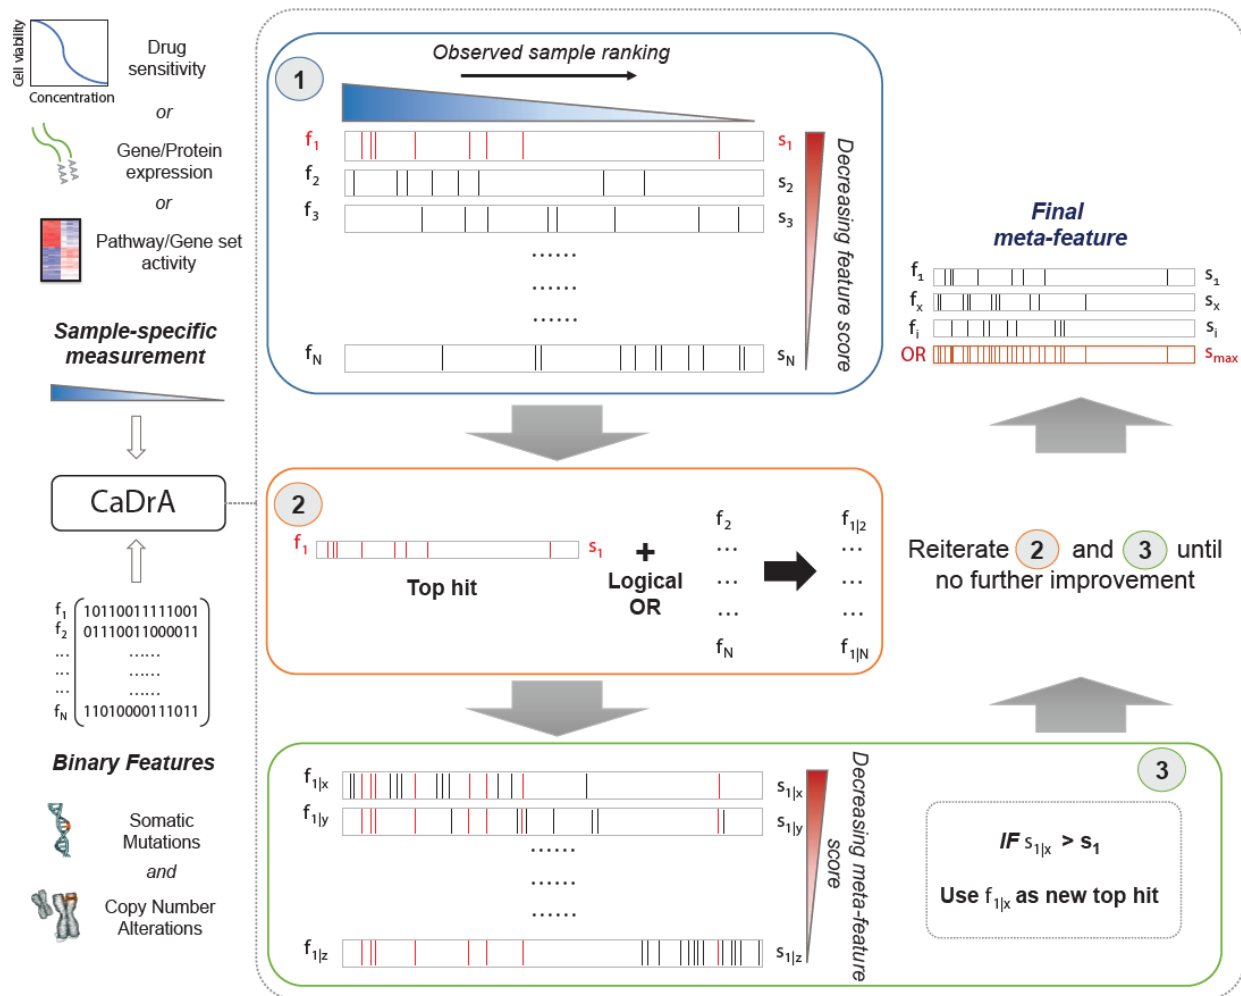 Cell viability
Concentration
Drug
sensitivity
or
Gene/Protein
expression
AAA
AAA
or
Pathway/Gene set
activity
Sample-specific
measurement
CaDrA
f1 10110011111001
f2 01110011000011
... ......
... ......
... ......
fN 11010000111011
Binary Features
Somatic
Mutations
and
Copy Number
Alterations
1
Observed sample ranking
f1 s1
f2 s2
f3 s3
......
......
......
fN sN
Decreasing feature score
2
f1 s1
Top hit
+
Logical
OR
f2 f1|2
... ...
... ...
... ...
fN f1|N
3
f1|x s1|x
f1|y s1|y
......
......
......
f1|z s1|z
Decreasing meta-feature
score
IF s1|x > s1
Use f1|x as new top hit
Reiterate 2 and 3 until
no further improvement
Final
meta-feature
f1 s1
fx sx
fi si
OR smax